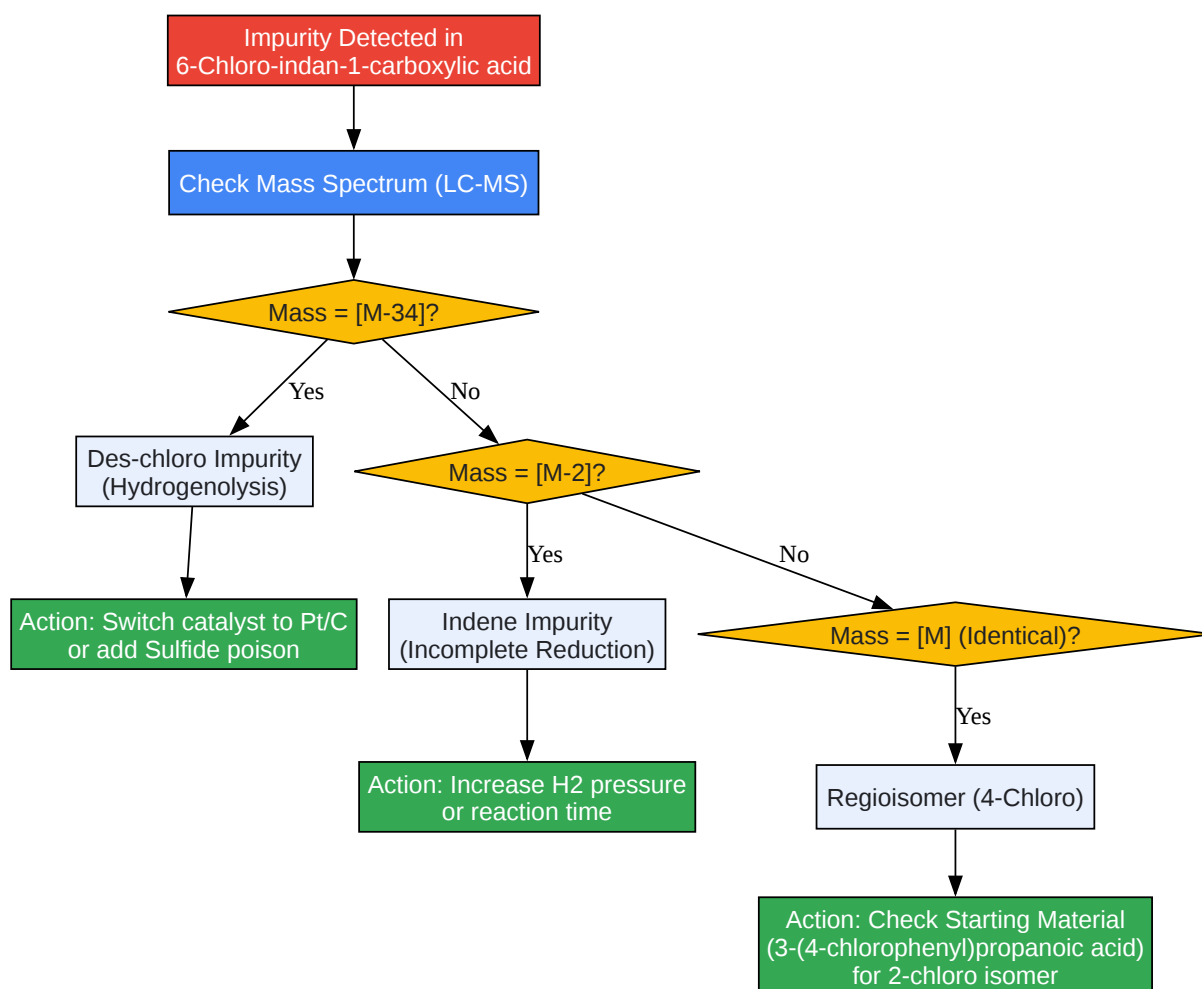 Impurity Detected in
6-Chloro-indan-1-carboxylic acid
Check Mass Spectrum (LC-MS)
Mass = [M-34]?
Yes
No
Des-chloro Impurity
(Hydrogenolysis)
Mass = [M-2]?
Action: Switch catalyst to Pt/C
or add Sulfide poison
Yes
No
Indene Impurity
(Incomplete Reduction)
Mass = [M] (Identical)?
Yes
Action: Increase H2 pressure
or reaction time
Regioisomer (4-Chloro)
Action: Check Starting Material
(3-(4-chlorophenyl)propanoic acid)
for 2-chloro isomer